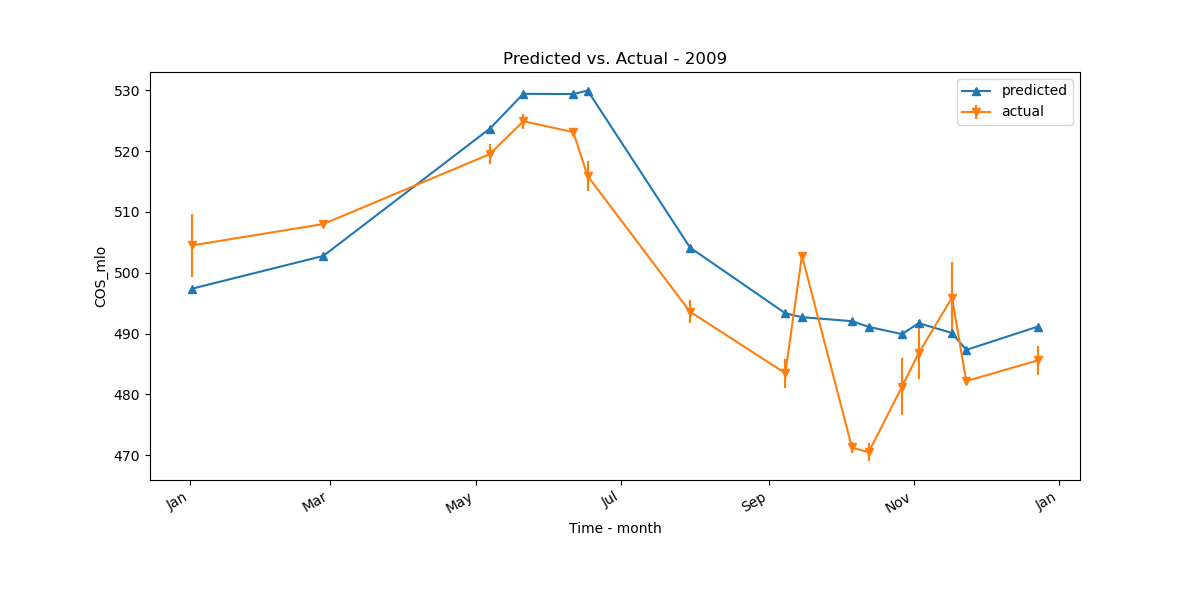 Predicted vs. Actual - 2009
predicted
actual
530
520
510
500
490
480
470
COS_mlo
Jan
Mar
May
Jul
Sep
Nov
Jan
Time - month